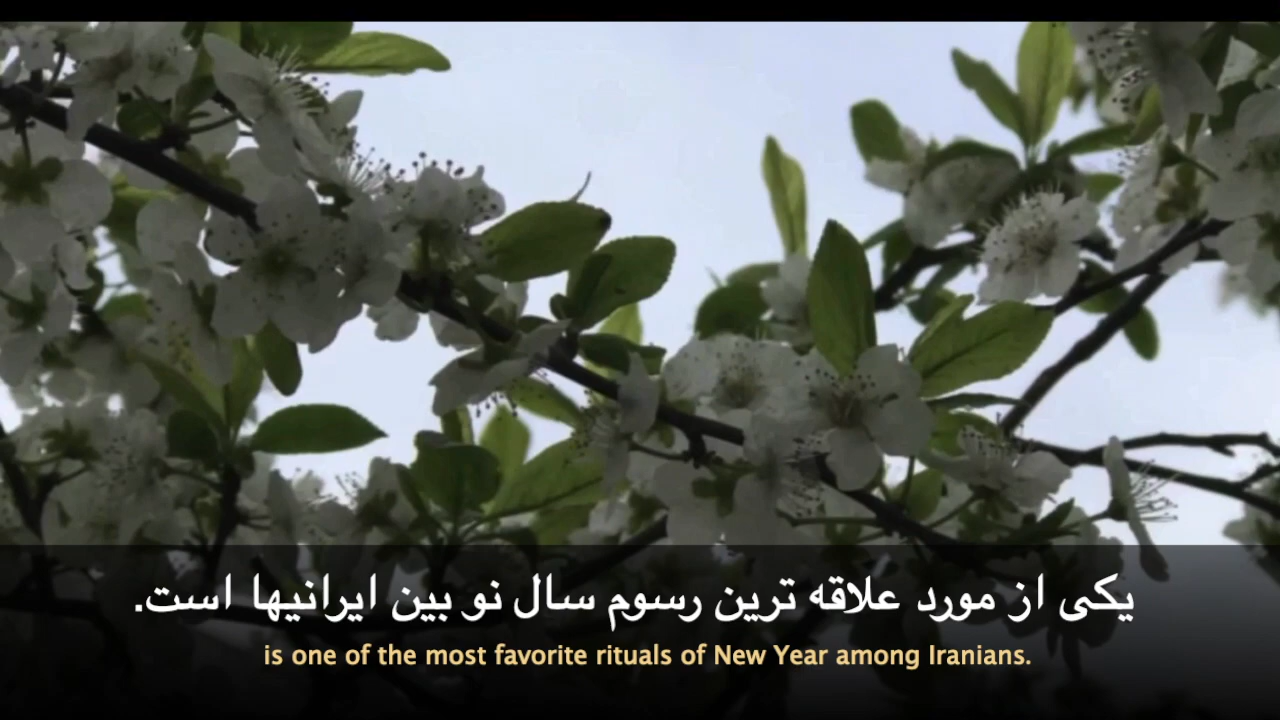 یکی از مورد علاقه ترین رسوم سال نو بین ایرانیها است.
is one of the most favorite rituals of New Year among Iranians.